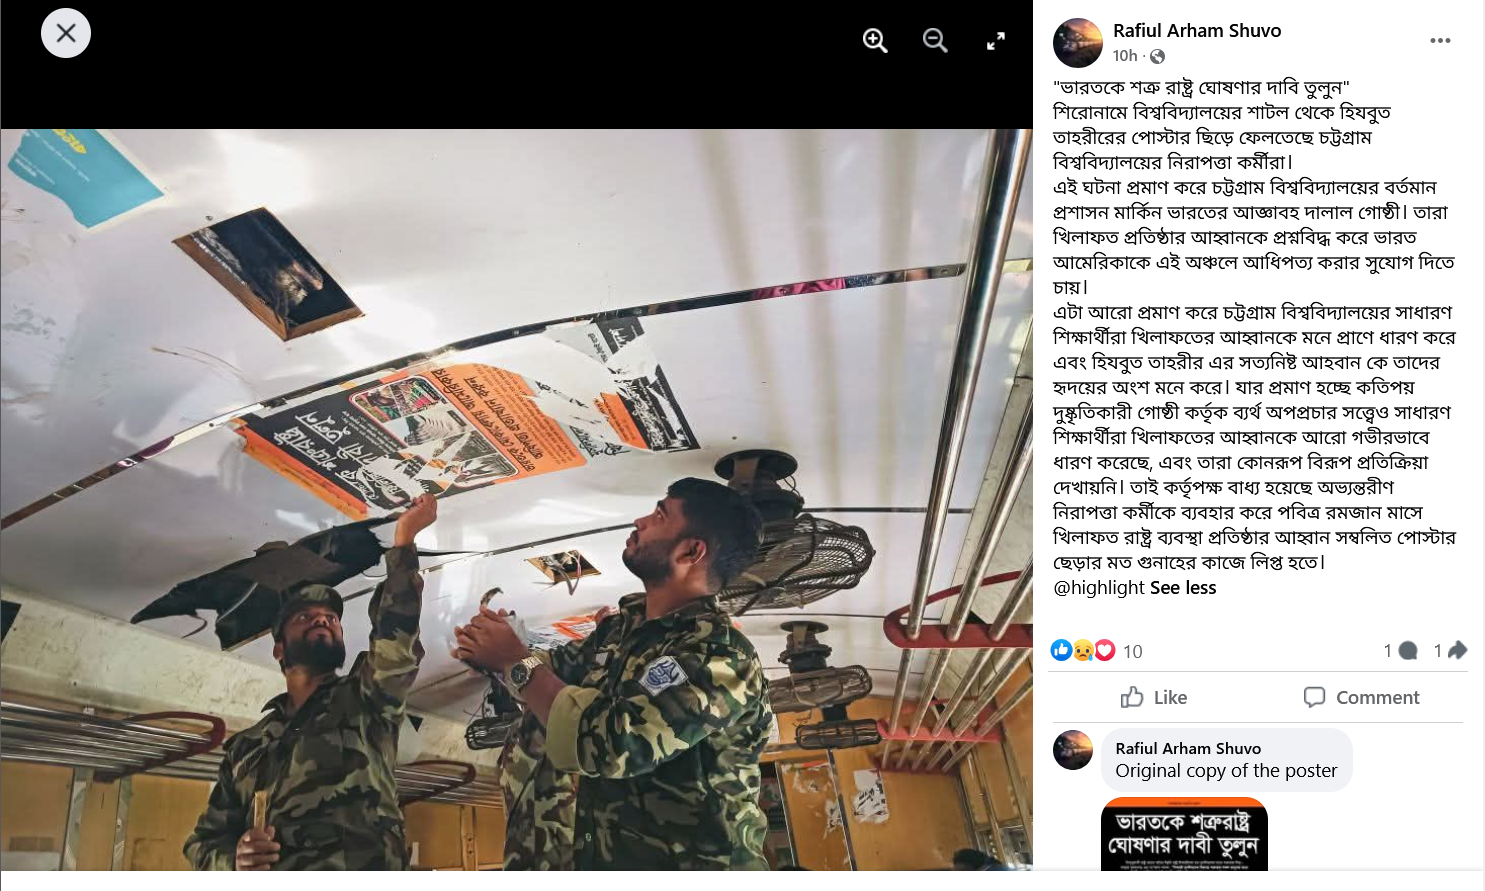 Rafiul Arham Shuvo
10h
"ভারতকে শত্রু রাষ্ট্র ঘোষণার দাবি তুলুন"
শিরোনামে বিশ্ববিদ্যালয়ের শাটল থেকে হিযবুত
তাহরীরের পোস্টার ছিড়ে ফেলতেছে চট্টগ্রাম
বিশ্ববিদ্যালয়ের নিরাপত্তা কর্মীরা।
এই ঘটনা প্রমাণ করে চট্টগ্রাম বিশ্ববিদ্যালয়ের বর্তমান
প্রশাসন মার্কিন ভারতের আজ্ঞাবহ দালাল গোষ্ঠী। তারা
খিলাফত প্রতিষ্ঠার আহ্বানকে প্রশ্নবিদ্ধ করে ভারত
আমেরিকাকে এই অঞ্চলে আধিপত্য করার সুযোগ দিতে
চায়।
এটা আরো প্রমাণ করে চট্টগ্রাম বিশ্ববিদ্যালয়ের সাধারণ
শিক্ষার্থীরা খিলাফতের আহ্বানকে মনে প্রাণে ধারণ করে
এবং হিযবুত তাহরীর এর সত্যনিষ্ট আহবান কে তাদের
হৃদয়ের অংশ মনে করে। যার প্রমাণ হচ্ছে কতিপয়
দুষ্কৃতিকারী গোষ্ঠী কর্তৃক ব্যর্থ অপপ্রচার সত্ত্বেও সাধারণ
শিক্ষার্থীরা খিলাফতের আহ্বানকে আরো গভীরভাবে
ধারণ করেছে, এবং তারা কোনরূপ বিরূপ প্রতিক্রিয়া
দেখায়নি। তাই কর্তৃপক্ষ বাধ্য হয়েছে অভ্যন্তরীণ
নিরাপত্তা কর্মীকে ব্যবহার করে পবিত্র রমজান মাসে
খিলাফত রাষ্ট্র ব্যবস্থা প্রতিষ্ঠার আহ্বান সম্বলিত পোস্টার
ছেড়ার মত গুনাহের কাজে লিপ্ত হতে।
@highlight See less
10
1
1
Like
Comment
Rafiul Arham Shuvo
Original copy of the poster
ভারতকে শত্রুরাষ্ট্র
ঘোষণার দাবী তুলুন